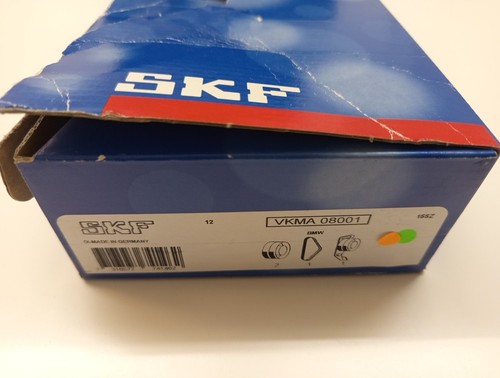 SKF
SKF
12
VKMA 08001
BMW
MADE IN GERMANY